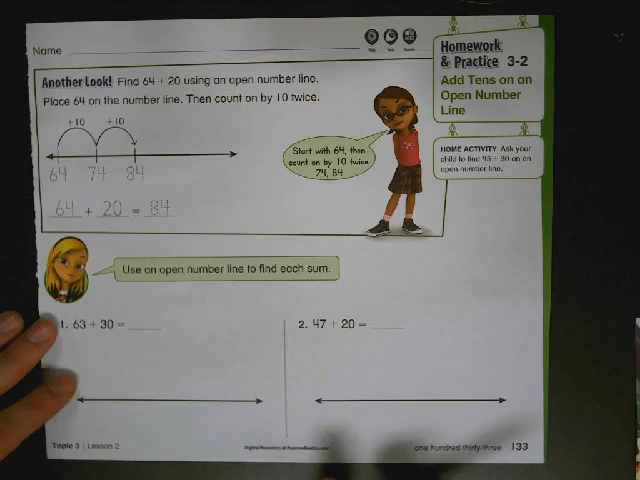 Name
Homework
& Practice 3-2
Add Tens on an
Open Number
Line
Another Look! Find 64 + 20 using an open number line.
Place 64 on the number line. Then count on by 10 twice.
+10 +10
64 74 84
64 + 20 = 84
Start with 64, then
count on by 10 twice
74, 84
HOME ACTIVITY Ask your
child to find 45 + 30 on an
open number line.
Use an open number line to find each sum.
1. 63 + 30 =
2. 47 + 20 =
Topic 3 | Lesson 2
one hundred thirty-three 133